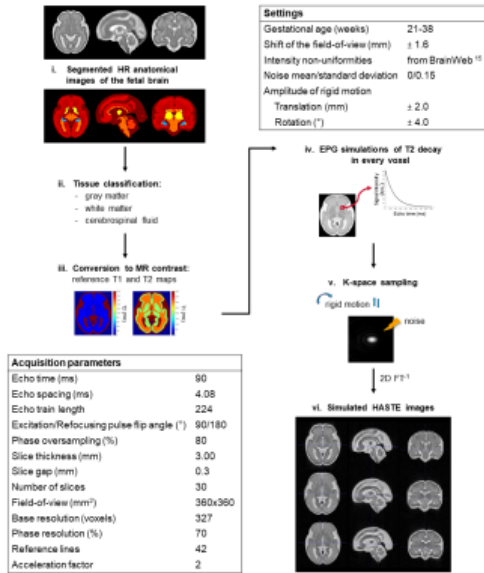 i. Segmented HR anatomical
images of the fetal brain
ii. Tissue classification:
- gray matter
- white matter
- cerebrospinal fluid
iii. Conversion to MR contrast:
reference T1 and T2 maps
Acquisition parameters
Echo time (ms) 90
Echo spacing (ms) 4.08
Echo train length 224
Excitation/Refocusing pulse flip angle (°) 90/180
Phase oversampling (%) 80
Slice thickness (mm) 3.00
Slice gap (mm) 0.3
Number of slices 30
Field-of-view (mm²) 360x360
Base resolution (voxels) 327
Phase resolution (%) 70
Reference lines 42
Acceleration factor 2
Settings
Gestational age (weeks) 21-38
Shift of the field-of-view (mm) ± 1.6
Intensity non-uniformities from BrainWeb ¹⁵
Noise mean/standard deviation 0/0.15
Amplitude of rigid motion
Translation (mm) ± 2.0
Rotation (°) ± 4.0
iv. EPG simulations of T2 decay
in every voxel
Echo time (ms)
v. K-space sampling
rigid motion
noise
2D FT⁻¹
vi. Simulated HASTE images